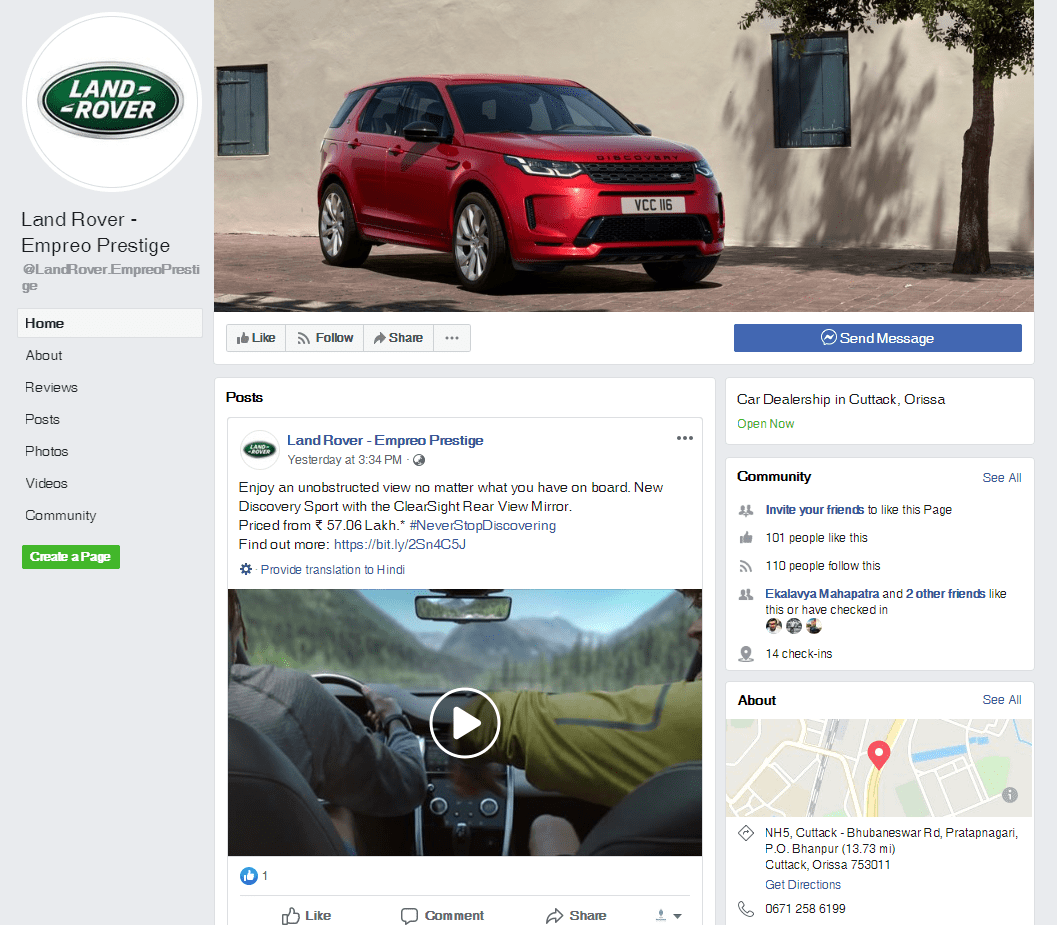 LAND-
-ROVER
Land Rover -
Empreo Prestige
@LandRover.EmpreoPresti
ge
Home
About
Reviews
Posts
Photos
Videos
Community
Create a Page
DISCOVERY
VCC 116
Like
Follow
Share
...
Send Message
Posts
LAND-
-ROVER
Land Rover - Empreo Prestige
Yesterday at 3:34 PM ·
Enjoy an unobstructed view no matter what you have on board. New
Discovery Sport with the ClearSight Rear View Mirror.
Priced from ₹ 57.06 Lakh.* #NeverStopDiscovering
Find out more: https://bit.ly/2Sn4C5J
· Provide translation to Hindi
1
Like
Comment
Share
Car Dealership in Cuttack, Orissa
Open Now
Community
See All
Invite your friends to like this Page
101 people like this
110 people follow this
Ekalavya Mahapatra and 2 other friends like
this or have checked in
14 check-ins
About
See All
NH5, Cuttack - Bhubaneswar Rd, Pratapnagari,
P.O. Bhanpur (13.73 mi)
Cuttack, Orissa 753011
Get Directions
0671 258 6199